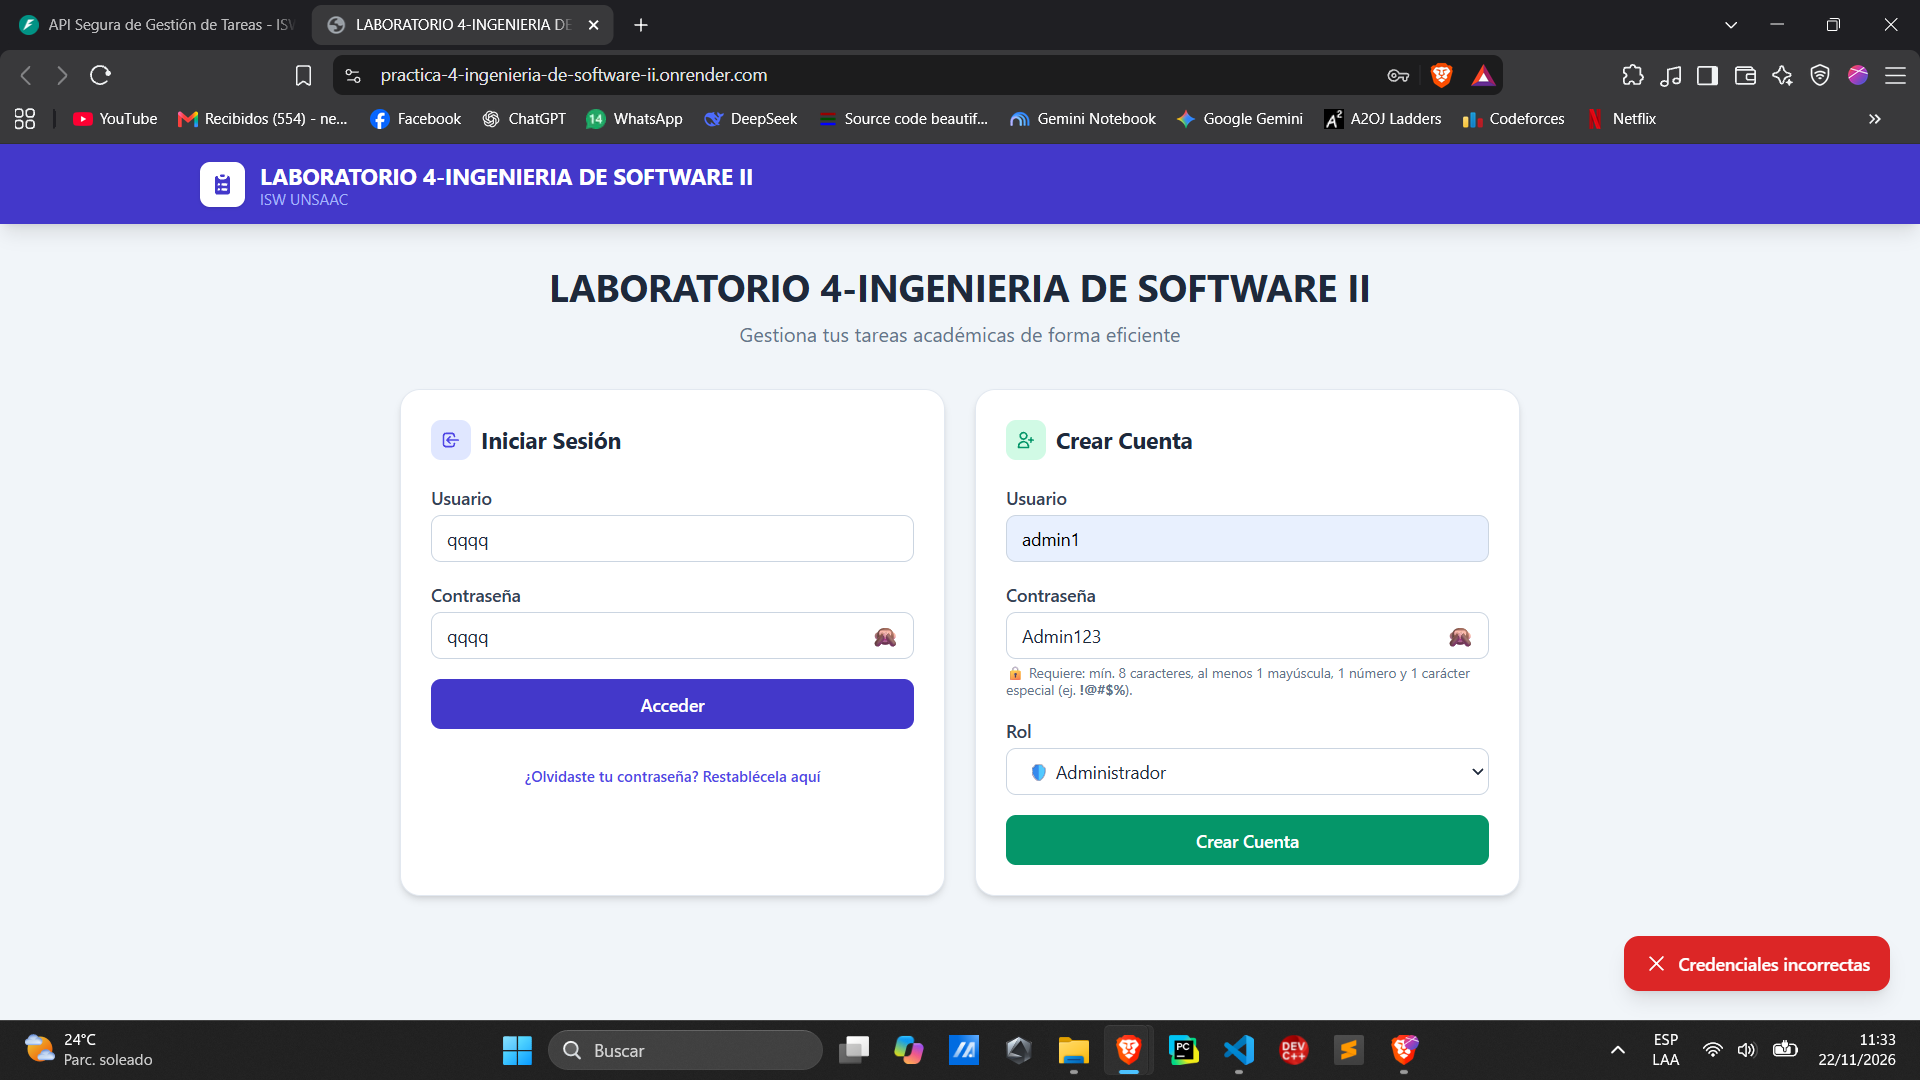 API Segura de Gestión de Tareas - ISW
LABORATORIO 4-INGENIERIA DE
practica-4-ingenieria-de-software-ii.onrender.com
YouTube
Recibidos (554) - ne...
Facebook
ChatGPT
14
WhatsApp
DeepSeek
Source code beautif...
Gemini Notebook
Google Gemini
A2
A2OJ Ladders
Codeforces
Netflix
LABORATORIO 4-INGENIERIA DE SOFTWARE II
ISW UNSAAC
LABORATORIO 4-INGENIERIA DE SOFTWARE II
Gestiona tus tareas académicas de forma eficiente
Iniciar Sesión
Usuario
qqqq
Contraseña
qqqq
Acceder
¿Olvidaste tu contraseña? Restablécela aquí
Crear Cuenta
Usuario
admin1
Contraseña
Admin123
Requiere: mín. 8 caracteres, al menos 1 mayúscula, 1 número y 1 carácter
especial (ej. !@#$%).
Rol
Administrador
Crear Cuenta
Credenciales incorrectas
24°C
Parc. soleado
Buscar
PC
DEV
C++
ESP
LAA
11:33
22/11/2026